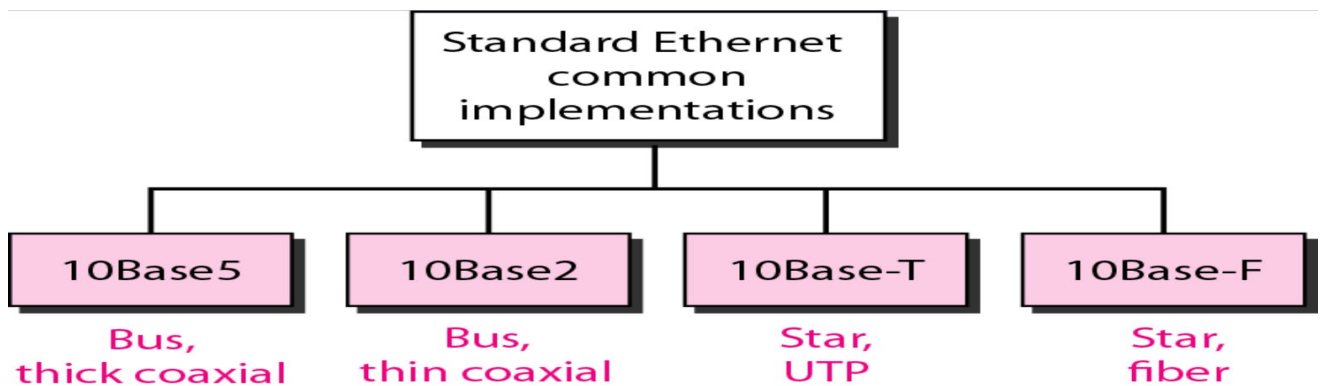 Standard Ethernet
common
implementations
10Base5
10Base2
10Base-T
10Base-F
Bus,
thick coaxial
Bus,
thin coaxial
Star,
UTP
Star,
fiber